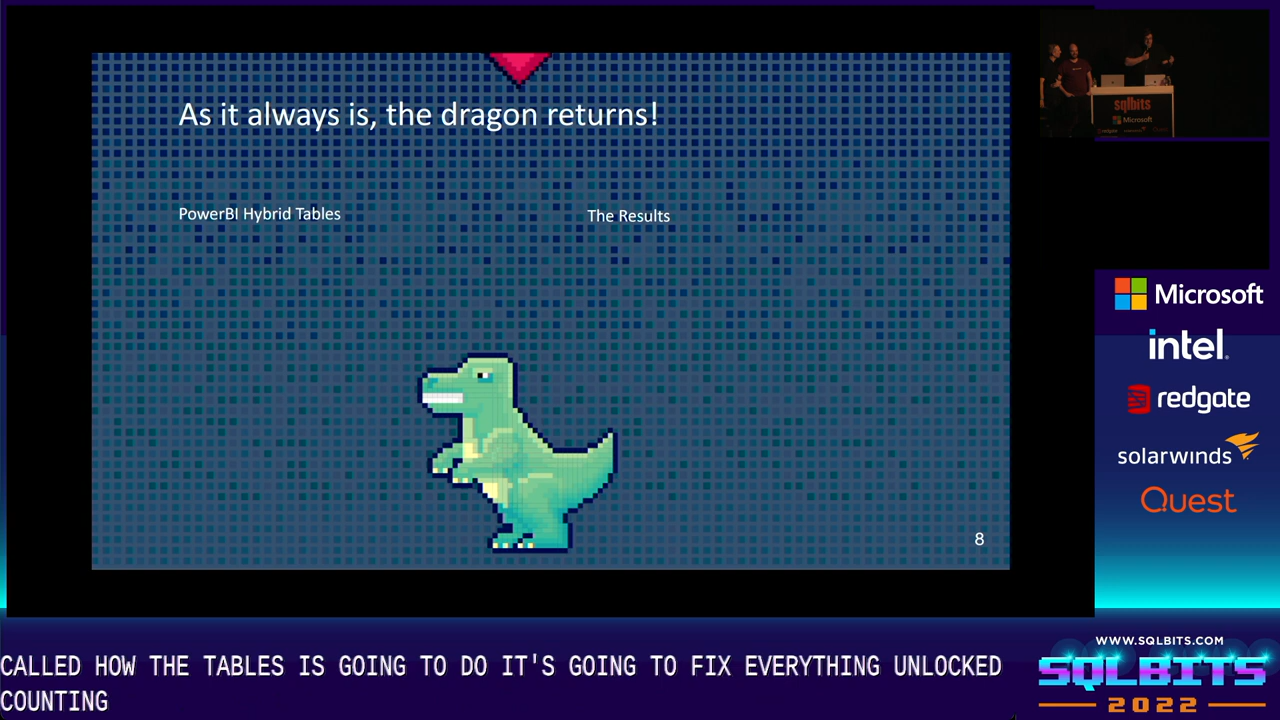 As it always is, the dragon returns!
PowerBI Hybrid Tables
The Results
8
sqlbits
Microsoft
Microsoft
intel.
redgate
solarwinds
Quest
WWW.SQLBITS.COM
SQLBITS
2022
CALLED HOW THE TABLES IS GOING TO DO IT'S GOING TO FIX EVERYTHING UNLOCKED
COUNTING